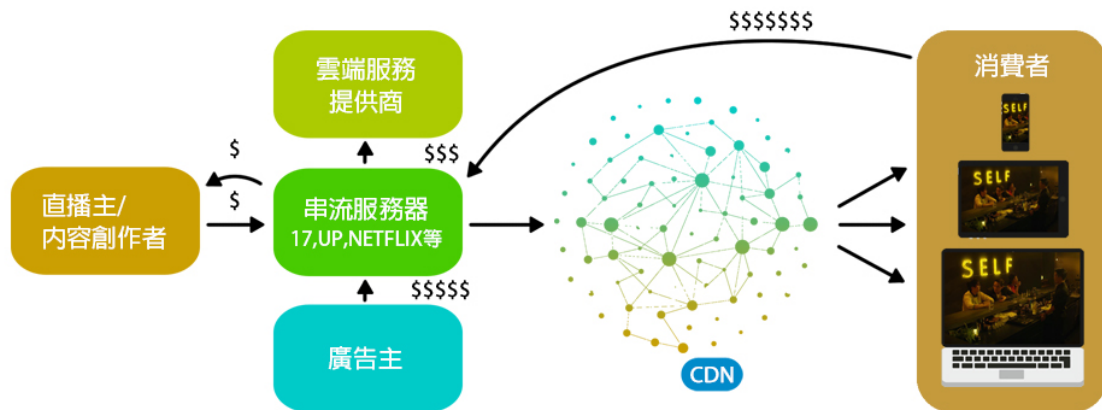 $$$$$$$
雲端服務
提供商
消費者
SELF
$
$$$
直播主/
內容創作者
$
串流服務器
17,UP,NETFLIX等
SELF
$$$$$
SELF
廣告主
CDN